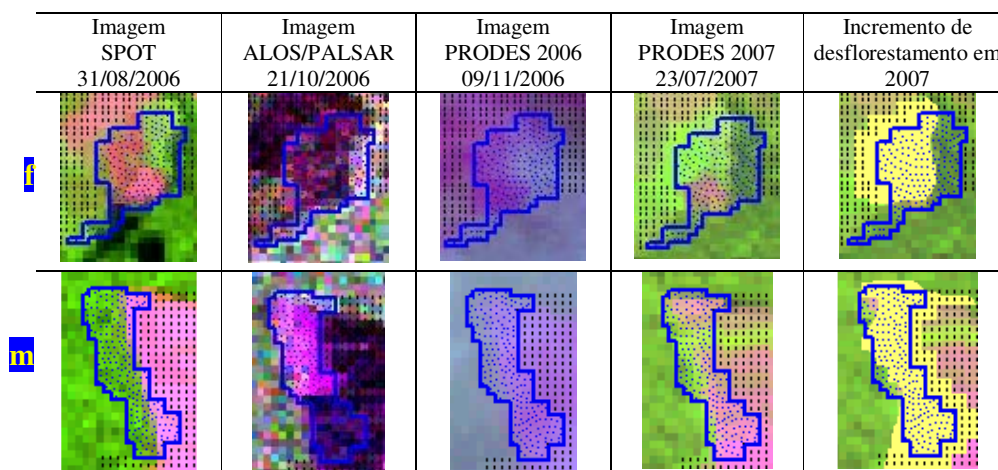 Imagem
SPOT
31/08/2006
Imagem
ALOS/PALSAR
21/10/2006
Imagem
PRODES 2006
09/11/2006
Imagem
PRODES 2007
23/07/2007
Incremento de
desflorestamento em
2007
f
m